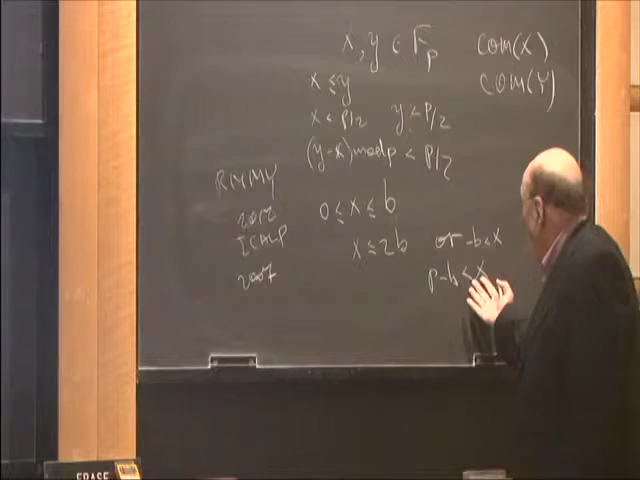 x, y ∈ F_p
com(x)
com(Y)
x ≤ y
x < p/2   y < p/2
(y-x) mod p < p/2
RMMY
2012
ICALP
2007
0 ≤ x ≤ b
x ≤ 2b   or -b < x
p-b < x
ERASE